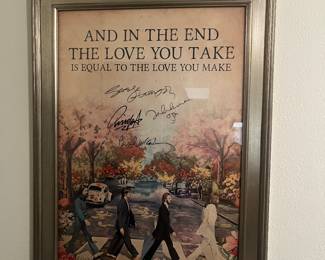 AND IN THE END
THE LOVE YOU TAKE
IS EQUAL TO THE LOVE YOU MAKE